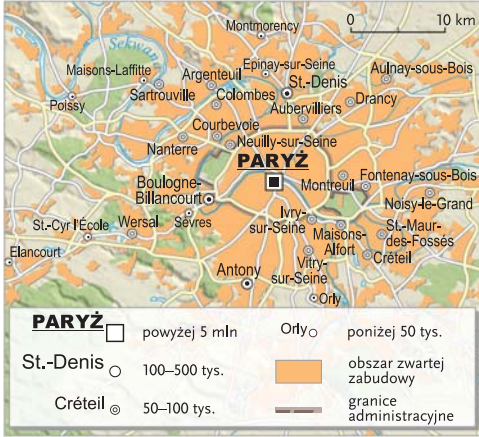 Montmorency
0 10 km
Sekwana
Maisons-Laffitte
Epinay-sur-Seine
Argenteuil
St.-Denis
Aulnay-sous-Bois
Poissy
Sartrouville
Colombes
Drancy
Aubervilliers
Courbevoie
Neuilly-sur-Seine
Nanterre
PARYŻ
Boulogne-
Billancourt
Montreuil
Fontenay-sous-Bois
Noisy-le-Grand
St.-Cyr l'École
Wersal
Sèvres
Ivry-
sur-Seine
Maisons-
Alfort
St.-Maur-
des-Fossés
Elancourt
Créteil
Vitry-
sur-Seine
Antony
Orly
PARYŻ powyżej 5 mln
Orly poniżej 50 tys.
St.-Denis 100–500 tys.
obszar zwartej
zabudowy
Créteil 50–100 tys.
granice
administracyjne